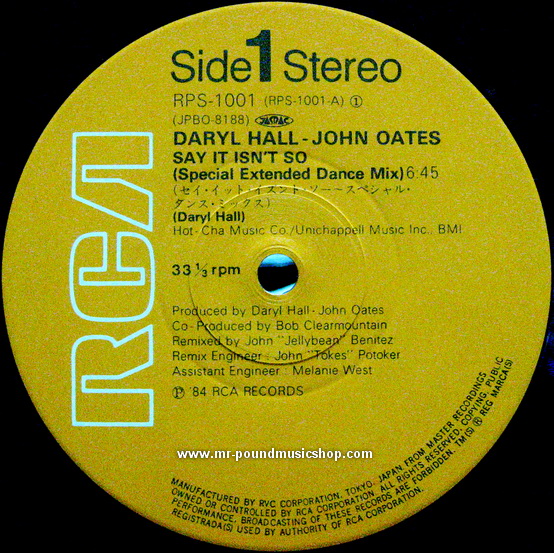 Side 1 Stereo
RPS-1001 (RPS-1001-A) ①
(JPBO-8188) JASRAC
DARYL HALL - JOHN OATES
SAY IT ISN'T SO
(Special Extended Dance Mix) 6:45
(セイ・イット・イズント・ソー～スペシャル・
ダンス・ミックス)
(Daryl Hall)
Hot-Cha Music Co./Unichappell Music Inc., BMI
33 1/3 rpm
RCA
Produced by Daryl Hall - John Oates
Co-Produced by Bob Clearmountain
Remixed by John "Jellybean" Benitez
Remix Engineer : John "Tokes" Potoker
Assistant Engineer : Melanie West
Ⓟ '84 RCA RECORDS
www.mr-poundmusicshop.com
MANUFACTURED BY RVC CORPORATION, TOKYO, JAPAN, FROM MASTER RECORDINGS
OWNED OR CONTROLLED BY RCA CORPORATION. ALL RIGHTS RESERVED. COPYING, PUBLIC
PERFORMANCE, BROADCASTING OF THESE RECORDS ARE FORBIDDEN. TM(S) ® REG MARCA(S)
REGISTRADA(S) USED BY AUTHORITY OF RCA CORPORATION.